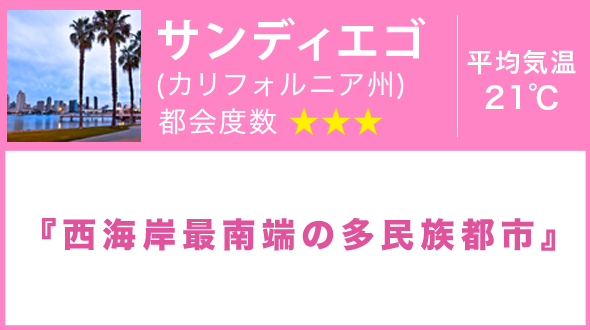 サンディエゴ
(カリフォルニア州)
都会度数 ★★★
平均気温
21℃
『西海岸最南端の多民族都市』